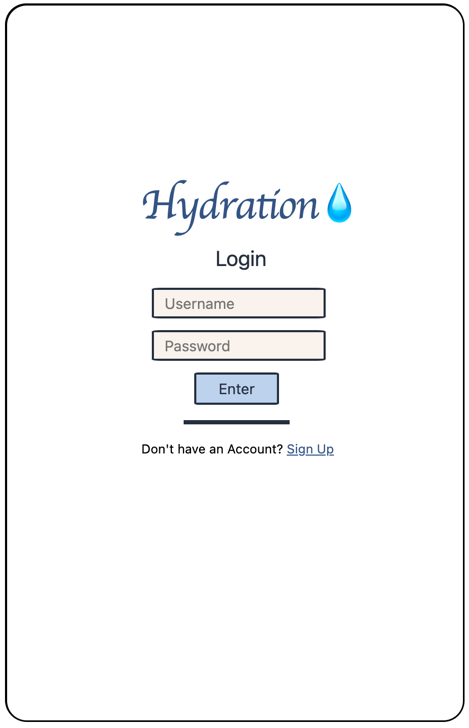 Hydration
Login
Username
Password
Enter
Don't have an Account? Sign Up